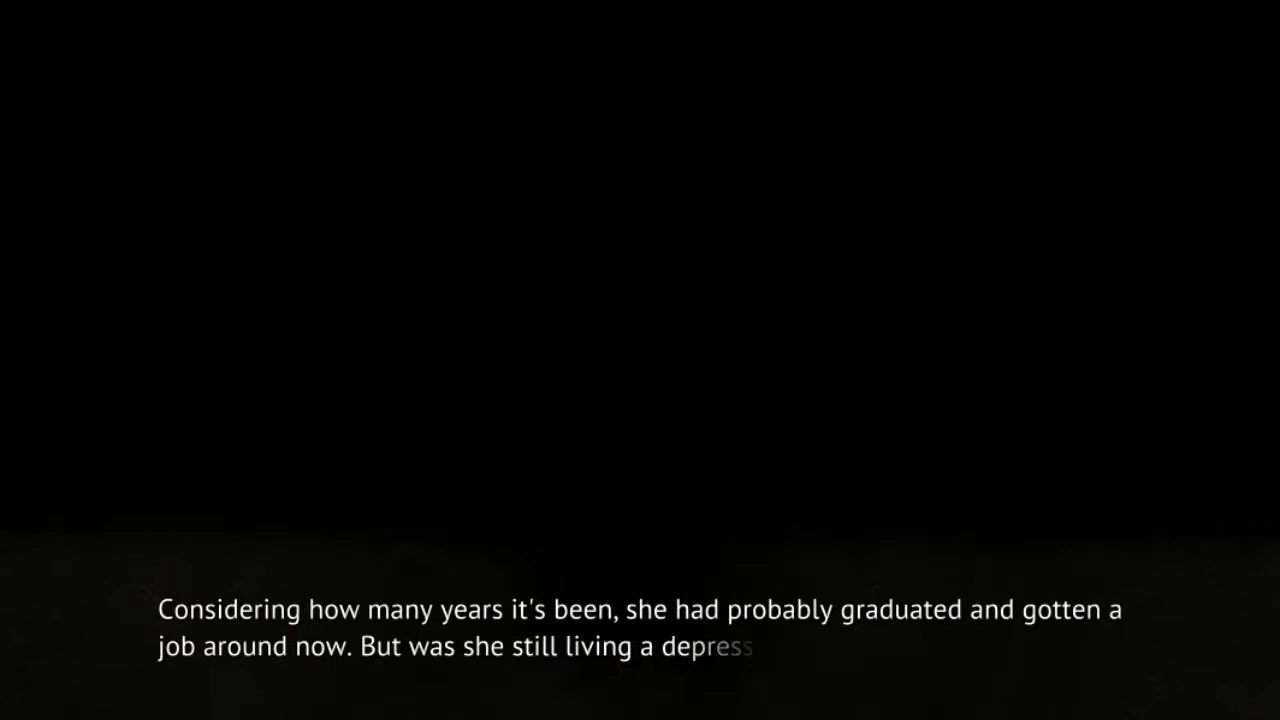 Considering how many years it's been, she had probably graduated and gotten a
job around now. But was she still living a depress